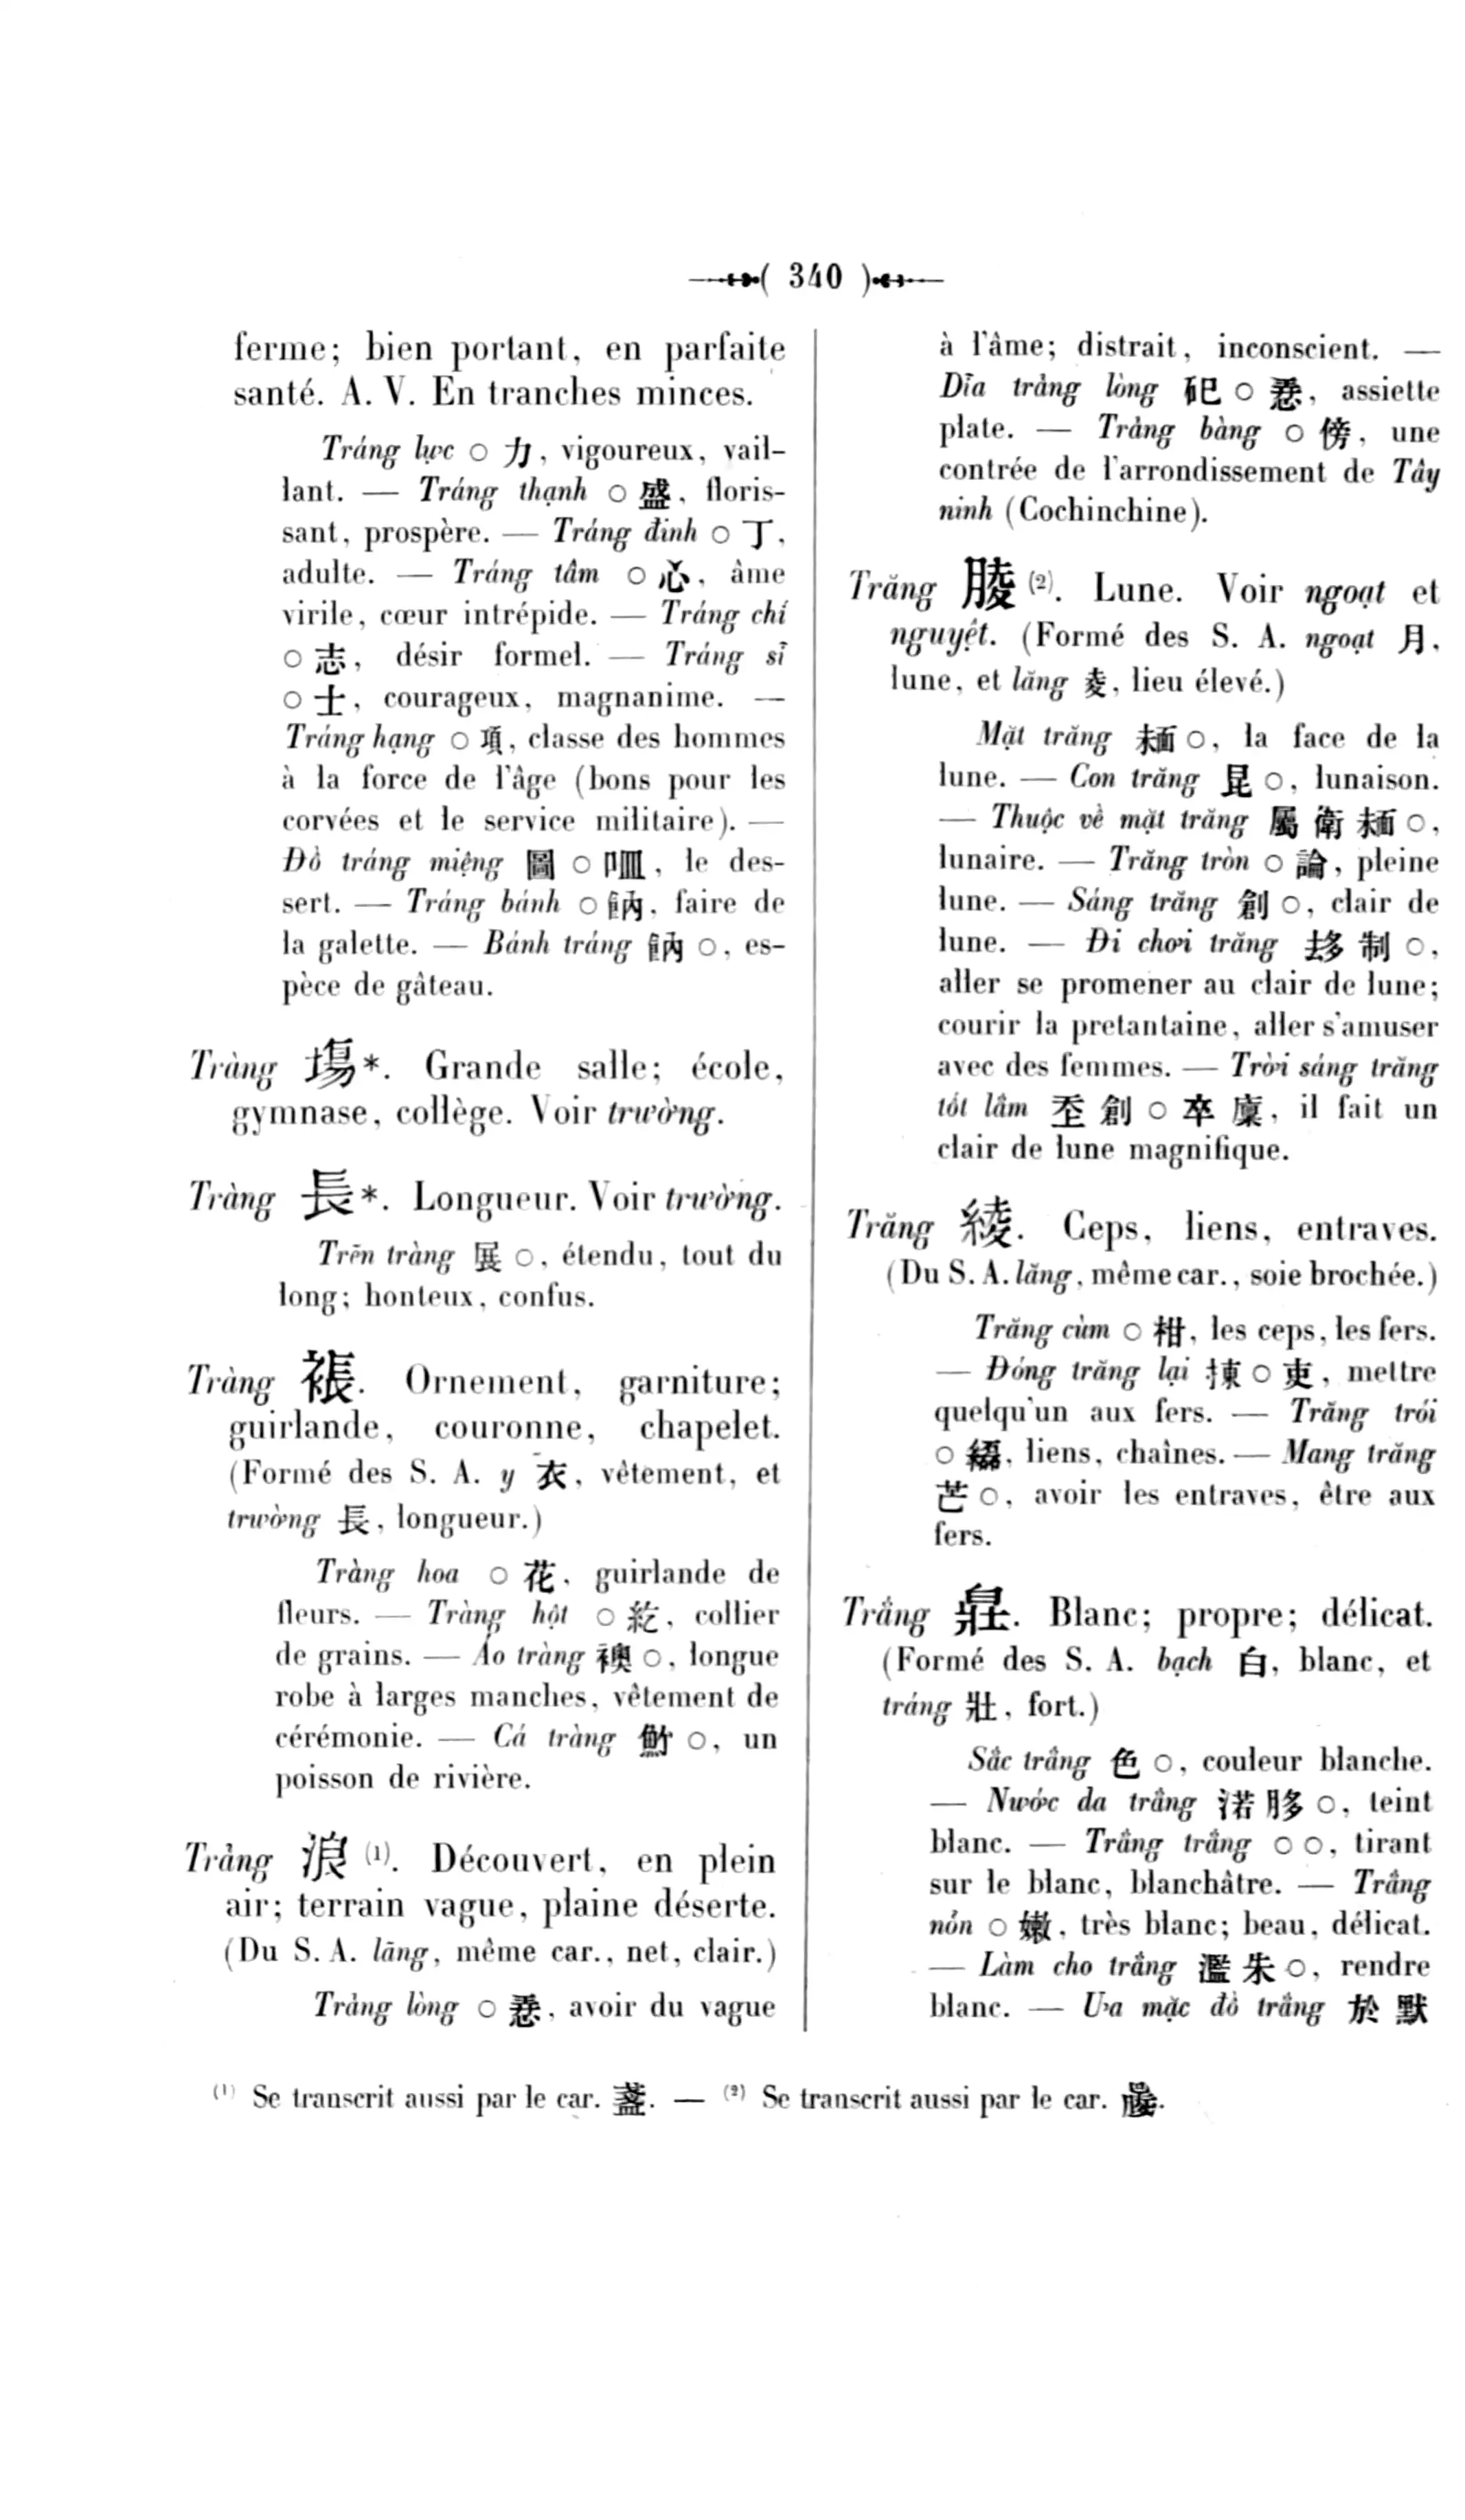 ( 340 )
ferme; bien portant, en parfaite
santé. A. V. En tranches minces.
Tráng lực ○ 力, vigoureux, vail-
lant. — Tráng thạnh ○ 盛, floris-
sant, prospère. — Tráng đinh ○ 丁,
adulte. — Tráng tâm ○ 心, âme
virile, cœur intrépide. — Tráng chí
○ 志, désir formel. — Tráng sĩ
○ 士, courageux, magnanime. —
Tráng hạng ○ 項, classe des hommes
à la force de l'âge (bons pour les
corvées et le service militaire). —
Đồ tráng miệng 圖 ○ 𠰘, le des-
sert. — Tráng bánh ○ 餅, faire de
la galette. — Bánh tráng ○, es-
pèce de gâteau.
Tràng 塲*. Grande salle; école,
gymnase, collège. Voir trường.
Tràng 長*. Longueur. Voir trường.
Trẽn tràng 展 ○, étendu, tout du
long; honteux, confus.
Tràng 𧛇. Ornement, garniture;
guirlande, couronne, chapelet.
(Formé des S. A. y 衣, vêtement, et
trường 長, longueur.)
Tràng hoa ○ 花, guirlande de
fleurs. — Tràng hột ○ 紇, collier
de grains. — Áo tràng 襖 ○, longue
robe à larges manches, vêtement de
cérémonie. — Cá tràng ○, un
poisson de rivière.
Trảng 浪 (1). Découvert, en plein
air; terrain vague, plaine déserte.
(Du S. A. lãng, même car., net, clair.)
Trảng lòng ○, avoir du vague
à l'âme; distrait, inconscient. —
Dĩa trảng lòng ○, assiette
plate. — Trảng bàng ○ 傍, une
contrée de l'arrondissement de Tây
ninh (Cochinchine).
Trăng (2). Lune. Voir ngoạt et
nguyệt. (Formé des S. A. ngoạt 月,
lune, et lăng 夌, lieu élevé.)
Mặt trăng 𩈘 ○, la face de la
lune. — Con trăng 昆 ○, lunaison.
— Thuộc về mặt trăng 屬 衛 𩈘 ○,
lunaire. — Trăng tròn ○ 論, pleine
lune. — Sáng trăng 創 ○, clair de
lune. — Đi chơi trăng 𠫾 制 ○,
aller se promener au clair de lune;
courir la pretantaine, aller s'amuser
avec des femmes. — Trời sáng trăng
tốt lắm 𡗶 創 ○ 卒 廩, il fait un
clair de lune magnifique.
Trăng 綾. Ceps, liens, entraves.
(Du S. A. lăng, même car., soie brochée.)
Trăng cùm ○ 柑, les ceps, les fers.
— Đóng trăng lại 揀 ○ 吏, mettre
quelqu'un aux fers. — Trăng trói
○, liens, chaînes. — Mang trăng
芒 ○, avoir les entraves, être aux
fers.
Trắng. Blanc; propre; délicat.
(Formé des S. A. bạch 白, blanc, et
tráng 壯, fort.)
Sắc trắng 色 ○, couleur blanche.
— Nước da trắng 渃 𤾓 ○, teint
blanc. — Trắng trắng ○ ○, tirant
sur le blanc, blanchâtre. — Trắng
nỏn ○ 嫩, très blanc; beau, délicat.
— Làm cho trắng 濫 朱 ○, rendre
blanc. — Ưa mặc đồ trắng 於 默
(1) Se transcrit aussi par le car. — (2) Se transcrit aussi par le car.